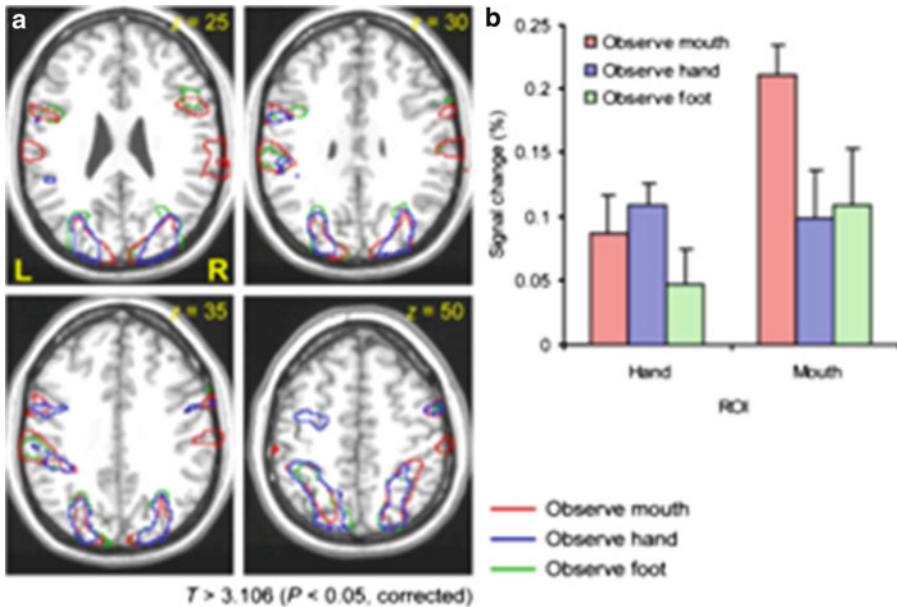 a
z = 25
z = 30
L
R
z = 35
z = 50
T > 3.106 (P < 0.05, corrected)
b
Observe mouth
Observe hand
Observe foot
Signal change (%)
0.25
0.2
0.15
0.1
0.05
0
Hand
Mouth
ROI
Observe mouth
Observe hand
Observe foot